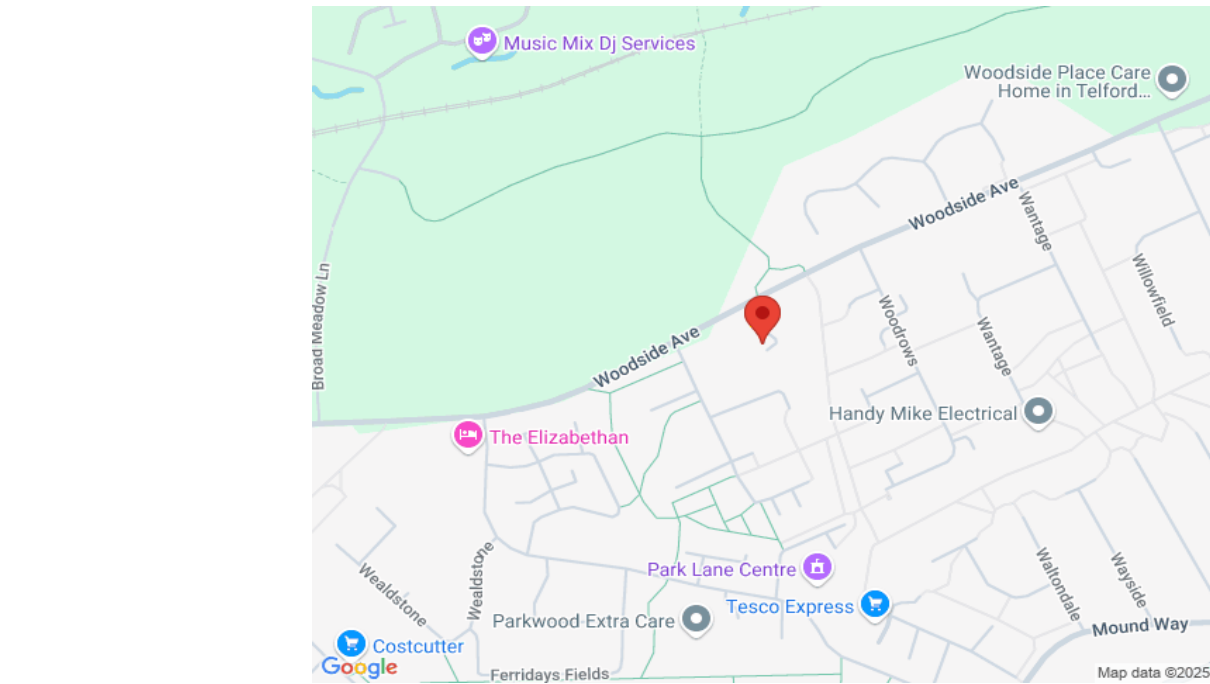 Music Mix Dj Services
Woodside Place Care
Home in Telford...
Woodside Ave
Wantage
Broad Meadow Ln
Willowfield
Woodrows
Wantage
Woodside Ave
Handy Mike Electrical
The Elizabethan
Wealdstone
Wealdstone
Park Lane Centre
Waltondale
Wayside
Tesco Express
Parkwood Extra Care
Mound Way
Costcutter
Google
Ferridays Fields
Map data ©2025